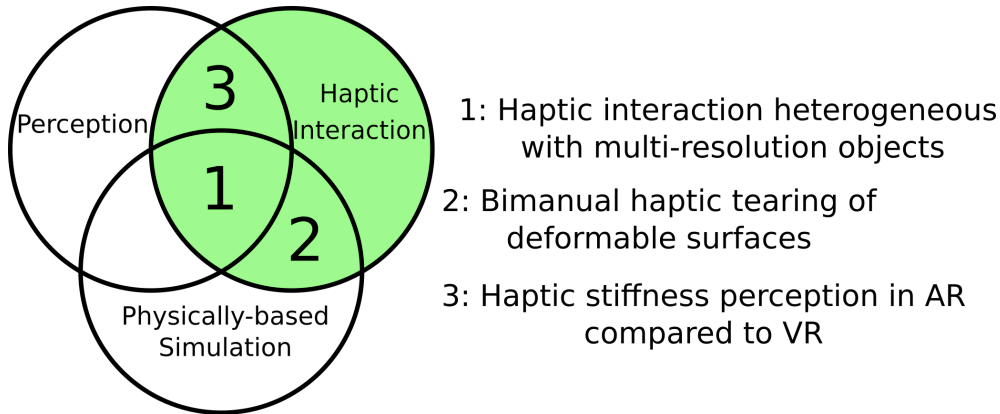 3
Haptic
Interaction
Perception
1
2
Physically-based
Simulation
1: Haptic interaction heterogeneous
with multi-resolution objects
2: Bimanual haptic tearing of
deformable surfaces
3: Haptic stiffness perception in AR
compared to VR